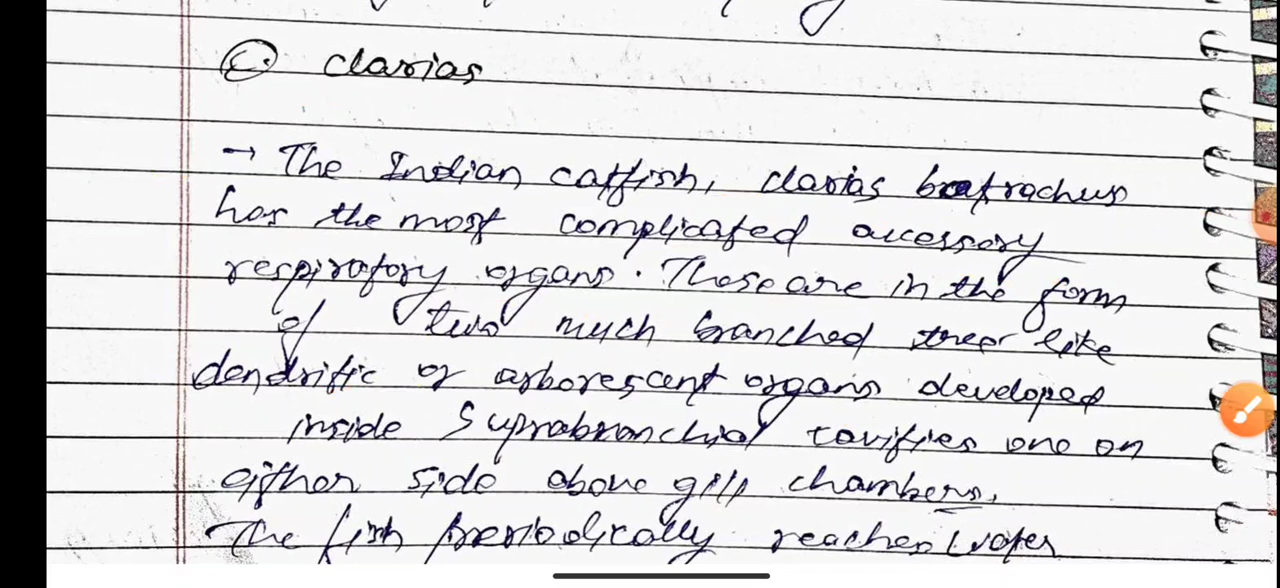 C. Clarias
→ The Indian catfish, clarias batrachus
has the most complicated accessory
respiratory organs. These are in the form
of two much branched tree like
dendritic or arborescent organs developed
inside Suprabranchial cavities one on
either side above gill chambers.
The fish periodically reaches water